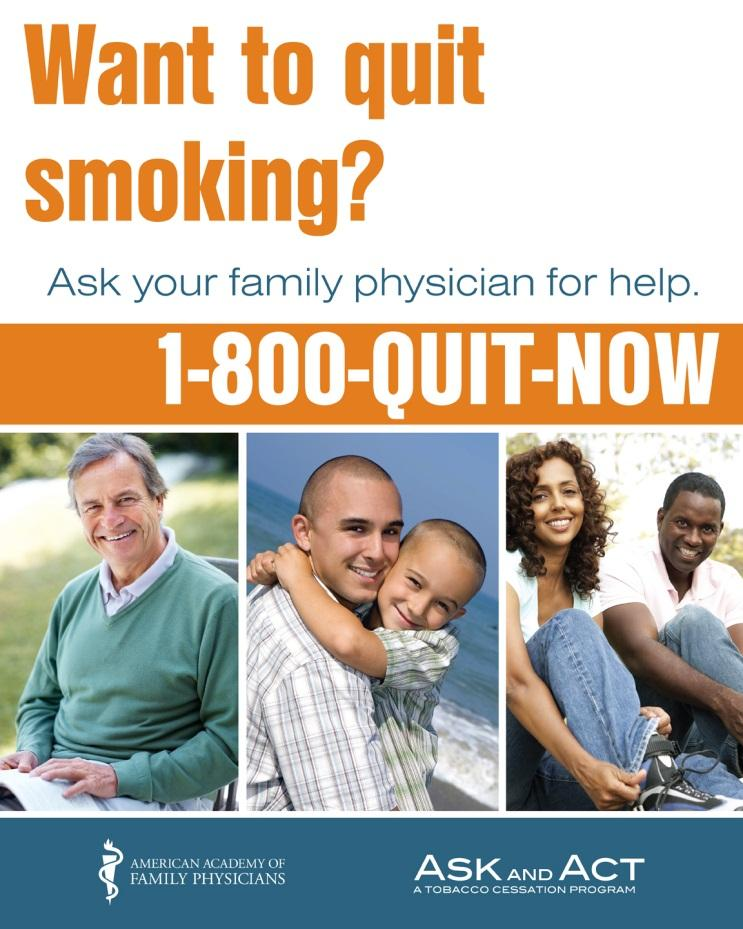 Want to quit
smoking?
Ask your family physician for help.
1-800-QUIT-NOW
AMERICAN ACADEMY OF
FAMILY PHYSICIANS
ASK AND ACT
A TOBACCO CESSATION PROGRAM